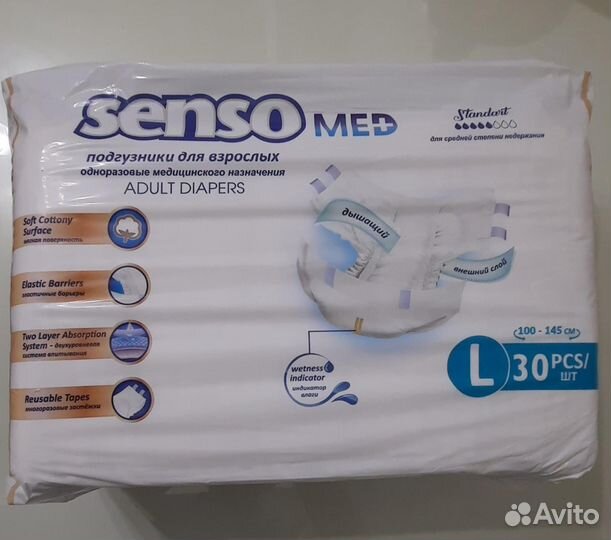 senso MED
Standart
для средней степени недержания
подгузники для взрослых
одноразовые медицинского назначения
ADULT DIAPERS
Soft Cottony
Surface
мягкая поверхность
Elastic Barriers
эластичные барьеры
Two Layer Absorption
System - двухуровневая
система впитывания
Reusable Tapes
многоразовые застёжки
дышащий
внешний слой
wetness
indicator
индикатор
влаги
100 - 145 СМ
L 30 PCS/
ШТ
Avito